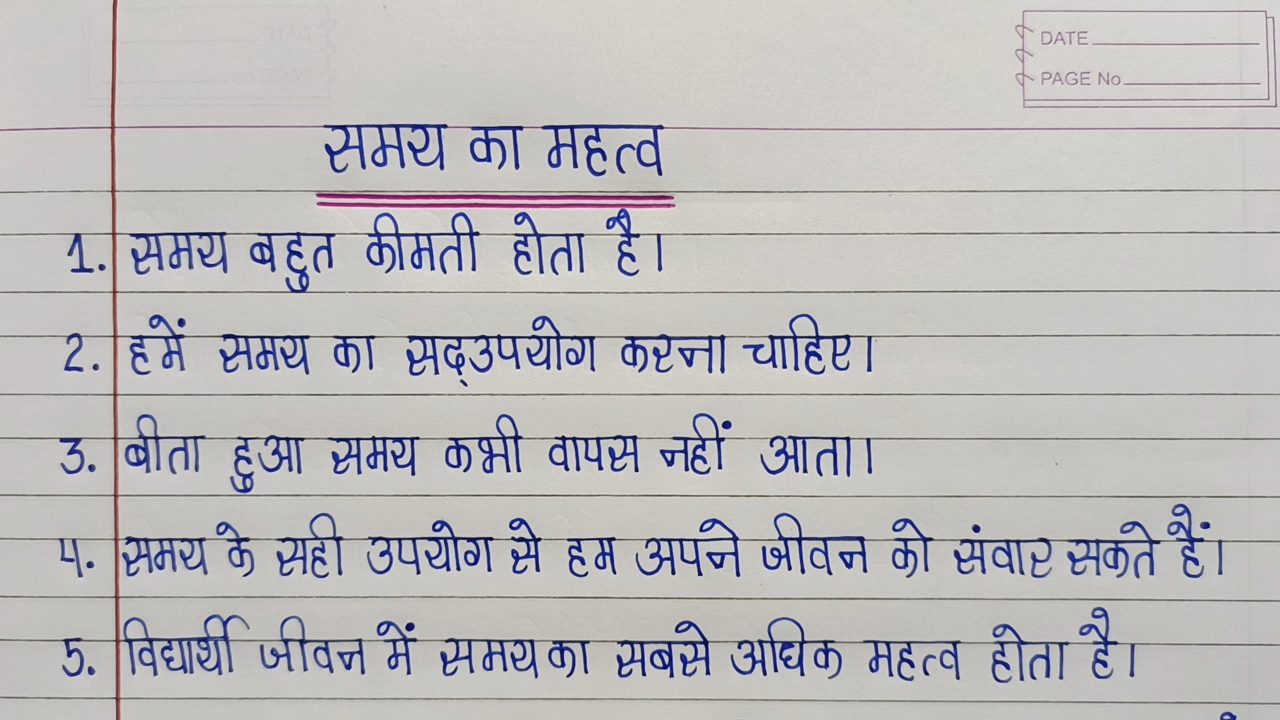 DATE
PAGE No
समय का महत्व
1. समय बहुत कीमती होता है।
2. हमें समय का सद्उपयोग करना चाहिए।
3. बीता हुआ समय कभी वापस नहीं आता।
4. समय के सही उपयोग से हम अपने जीवन को संवार सकते हैं।
5. विद्यार्थी जीवन में समय का सबसे अधिक महत्व होता है।